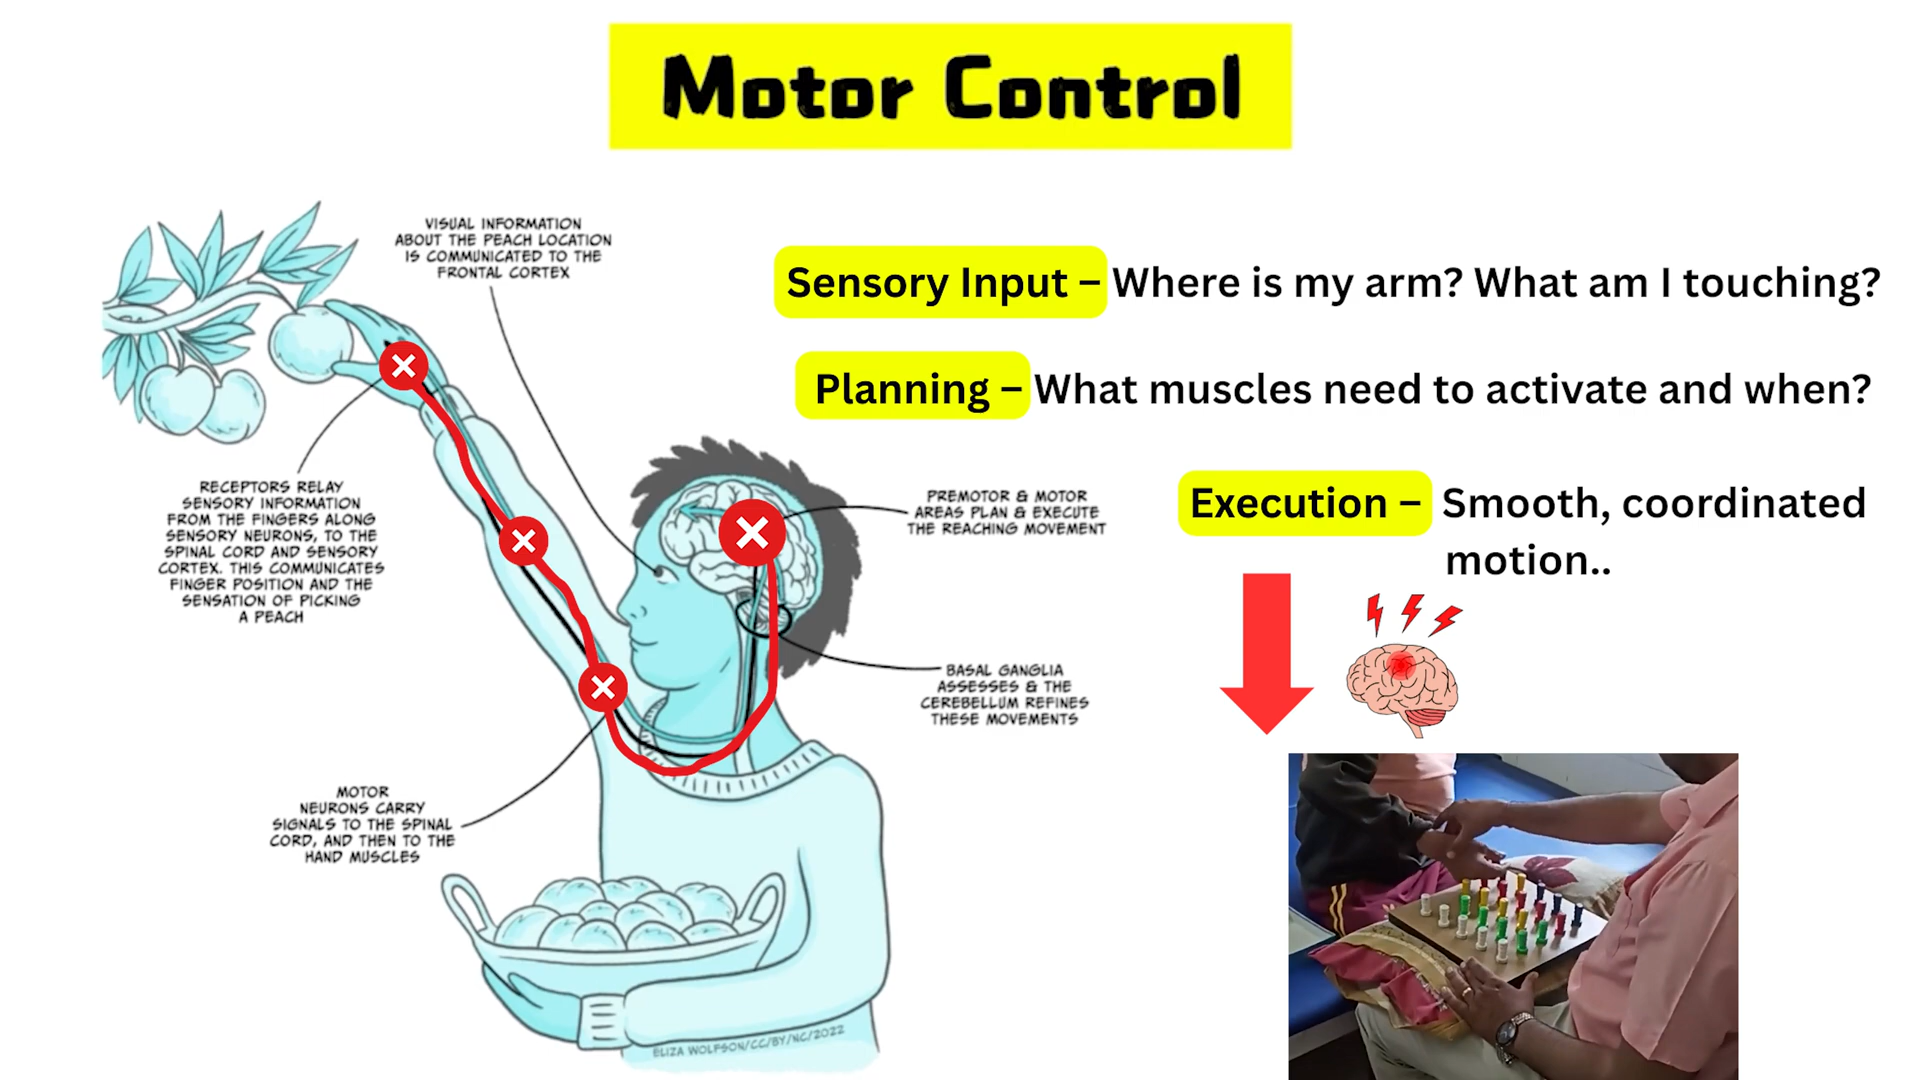 Motor Control
VISUAL INFORMATION
ABOUT THE PEACH LOCATION
IS COMMUNICATED TO THE
FRONTAL CORTEX
Sensory Input – Where is my arm? What am I touching?
Planning – What muscles need to activate and when?
Execution – Smooth, coordinated
motion..
RECEPTORS RELAY
SENSORY INFORMATION
FROM THE FINGERS ALONG
SENSORY NEURONS, TO THE
SPINAL CORD AND SENSORY
CORTEX. THIS COMMUNICATES
FINGER POSITION AND THE
SENSATION OF PICKING
A PEACH
PREMOTOR & MOTOR
AREAS PLAN & EXECUTE
THE REACHING MOVEMENT
BASAL GANGLIA
ASSESSES & THE
CEREBELLUM REFINES
THESE MOVEMENTS
MOTOR
NEURONS CARRY
SIGNALS TO THE SPINAL
CORD, AND THEN TO THE
HAND MUSCLES
ELIZA WOLFSON/CC/BY/NC/2022